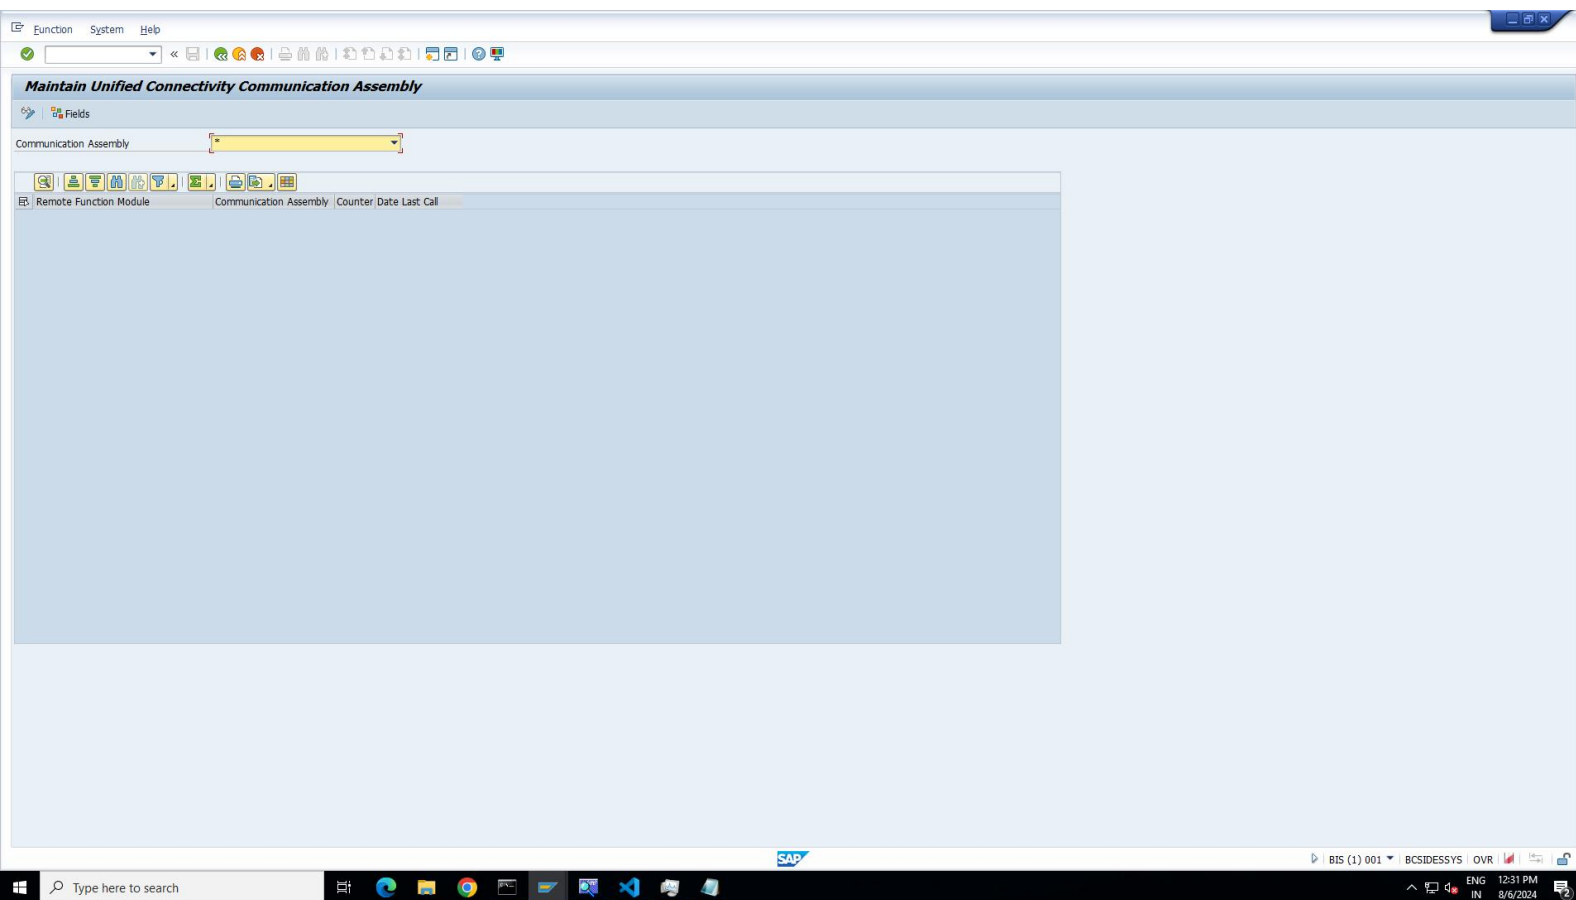 Function System Help
Maintain Unified Connectivity Communication Assembly
Fields
Communication Assembly *
Remote Function Module Communication Assembly Counter Date Last Call
SAP
BIS (1) 001 BCSIDESSYS OVR
Type here to search
ENG 12:31 PM
IN 8/6/2024
2